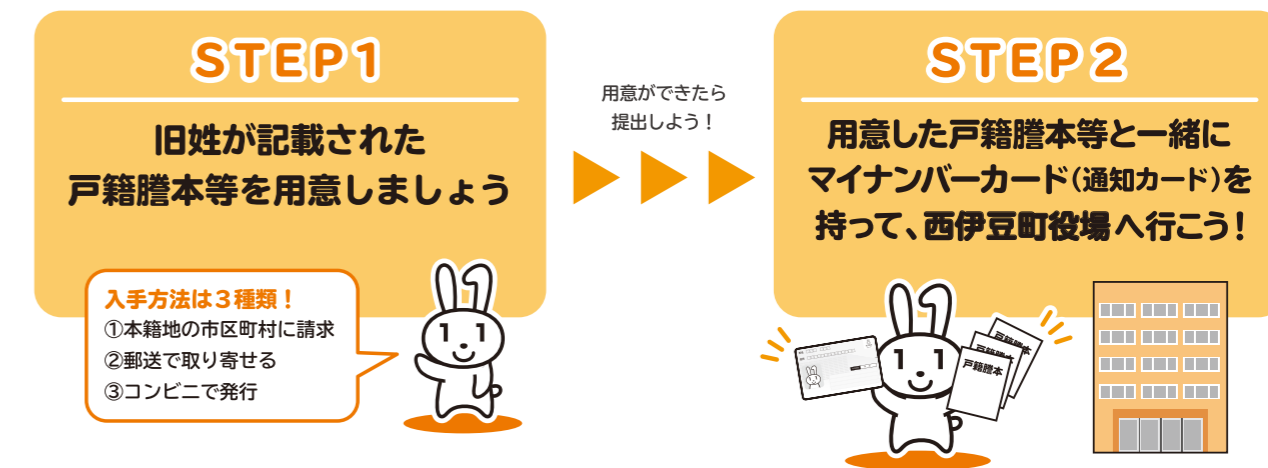 STEP1
旧姓が記載された
戸籍謄本等を用意しましょう
入手方法は３種類！
①本籍地の市区町村に請求
②郵送で取り寄せる
③コンビニで発行
用意ができたら
提出しよう！
STEP2
用意した戸籍謄本等と一緒に
マイナンバーカード（通知カード）を
持って、西伊豆町役場へ行こう！
戸籍謄本
戸籍謄本
戸籍謄本